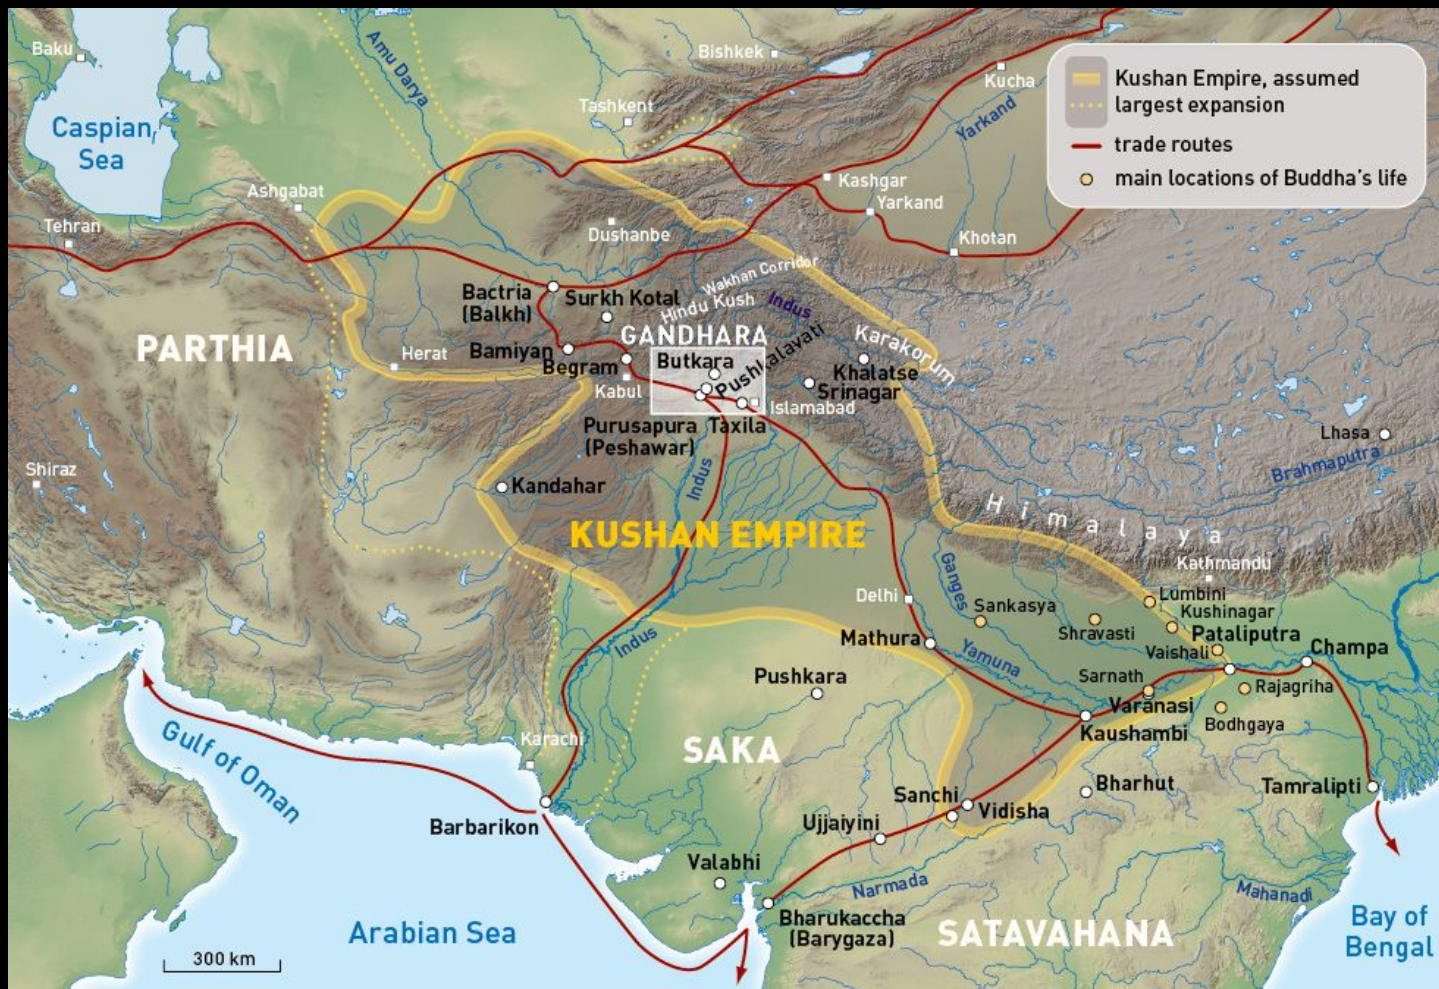 Baku
Amu Darya
Bishkek
Kucha
Kushan Empire, assumed
largest expansion
trade routes
main locations of Buddha's life
Tashkent
Yarkand
Caspian
Sea
Ashgabat
Kashgar
Yarkand
Tehran
Dushanbe
Khotan
Wakhan Corridor
Bactria
(Balkh)
Surkh Kotal
Hindu Kush
Indus
GANDHARA
Karakorum
PARTHIA
Herat
Bamiyan
Begram
Butkara
Pushkalavati
Khalatse
Srinagar
Kabul
Islamabad
Purusapura
(Peshawar)
Taxila
Lhasa
Brahmaputra
Shiraz
Indus
Kandahar
KUSHAN EMPIRE
Himalaya
Kathmandu
Ganges
Delhi
Sankasya
Lumbini
Kushinagar
Shravasti
Indus
Mathura
Pataliputra
Vaishali
Champa
Yamuna
Pushkara
Sarnath
Rajagriha
Varanasi
Bodhgaya
Kaushambi
Gulf of Oman
Karachi
SAKA
Bharhut
Tamralipti
Sanchi
Vidisha
Barbarikon
Ujjaiyini
Valabhi
Narmada
Mahanadi
Bharukaccha
(Barygaza)
Arabian Sea
SATAVAHANA
Bay of
Bengal
300 km